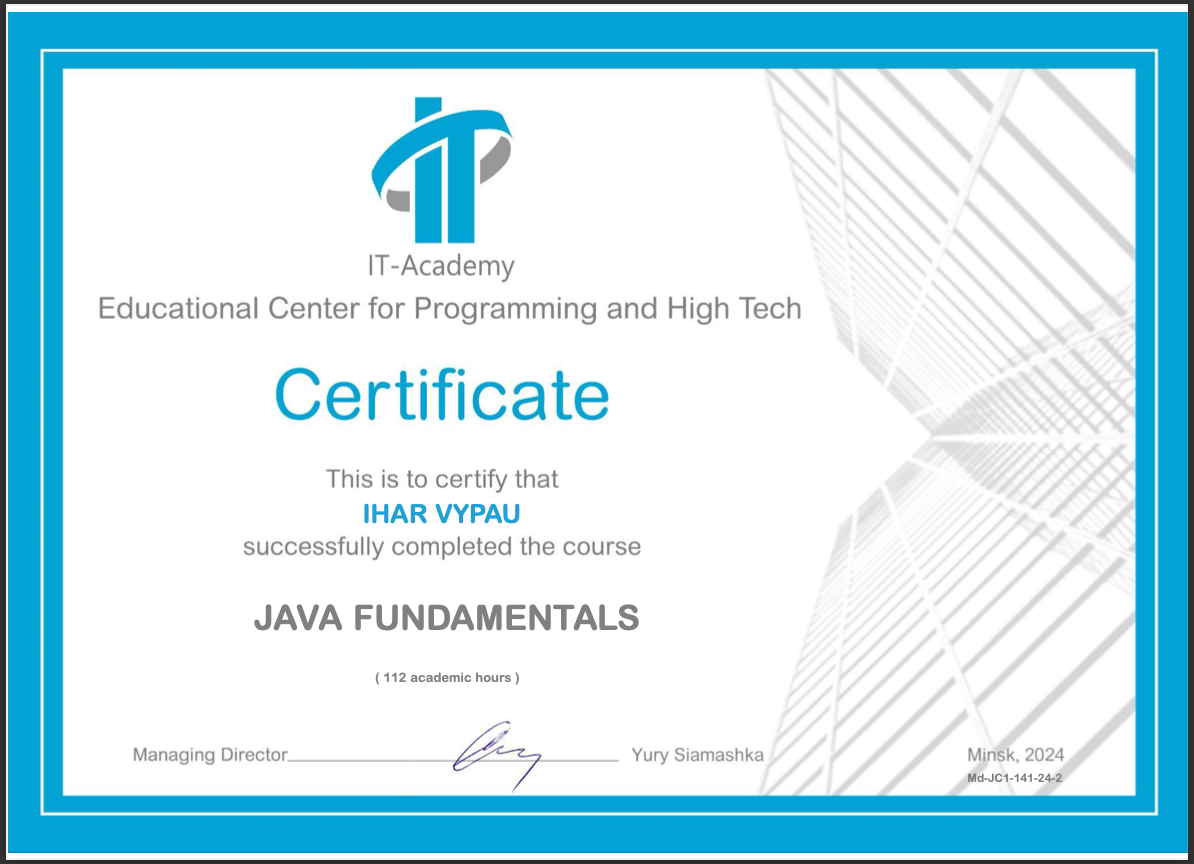 IT
IT-Academy
Educational Center for Programming and High Tech
Certificate
This is to certify that
IHAR VYPAU
successfully completed the course
JAVA FUNDAMENTALS
( 112 academic hours )
Managing Director Yury Siamashka
Minsk, 2024
Md-JC1-141-24-2